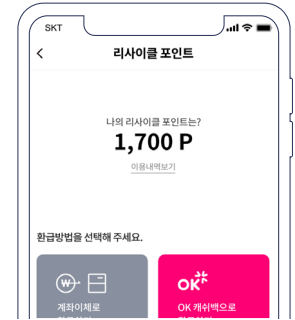 SKT
리사이클 포인트
나의 리사이클 포인트는?
1,700 P
이용내역보기
환급방법을 선택해 주세요.
계좌이체로
OK
OK 캐쉬백으로